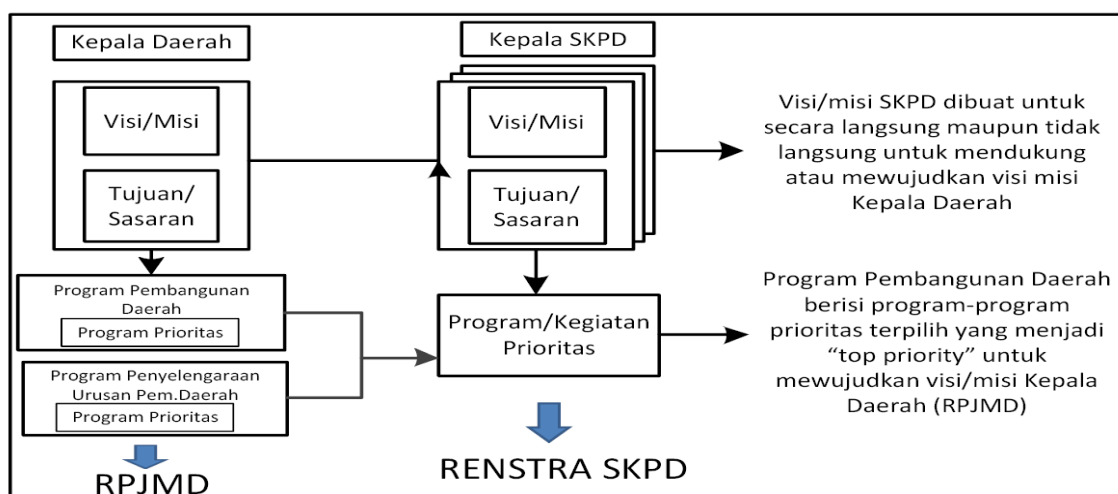 Kepala Daerah
Visi/Misi
Tujuan/
Sasaran
Program Pembangunan
Daerah
Program Prioritas
Program Penyelengaraan
Urusan Pem.Daerah
Program Prioritas
RPJMD
Kepala SKPD
Visi/Misi
Tujuan/
Sasaran
Program/Kegiatan
Prioritas
RENSTRA SKPD
Visi/misi SKPD dibuat untuk
secara langsung maupun tidak
langsung untuk mendukung
atau mewujudkan visi misi
Kepala Daerah
Program Pembangunan Daerah
berisi program-program
prioritas terpilih yang menjadi
“top priority” untuk
mewujudkan visi/misi Kepala
Daerah (RPJMD)